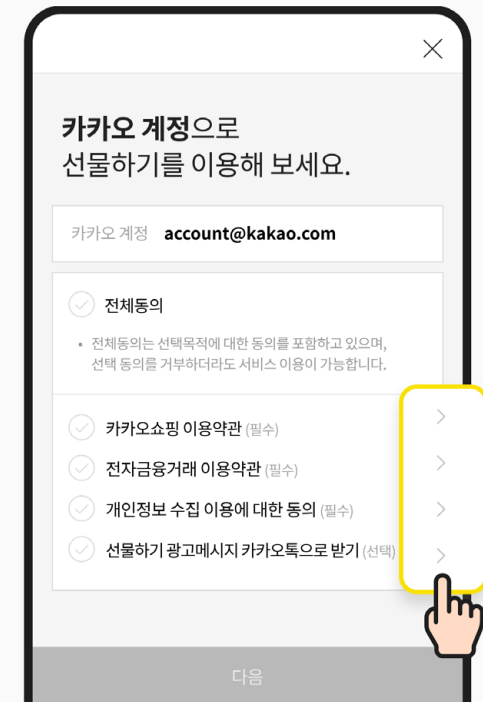 카카오 계정으로
선물하기를 이용해 보세요.
카카오 계정 account@kakao.com
전체동의
• 전체동의는 선택목적에 대한 동의를 포함하고 있으며,
선택 동의를 거부하더라도 서비스 이용이 가능합니다.
카카오쇼핑 이용약관 (필수)
전자금융거래 이용약관 (필수)
개인정보 수집 이용에 대한 동의 (필수)
선물하기 광고메시지 카카오톡으로 받기 (선택)
다음